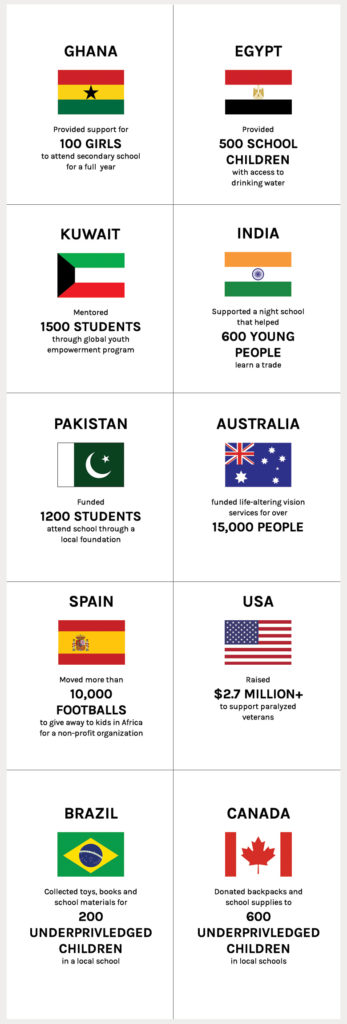 GHANA
Provided support for
100 GIRLS
to attend secondary school
for a full year
EGYPT
Provided
500 SCHOOL
CHILDREN
with access to
drinking water
KUWAIT
Mentored
1500 STUDENTS
through global youth
empowerment program
INDIA
Supported a night school
that helped
600 YOUNG
PEOPLE
learn a trade
PAKISTAN
Funded
1200 STUDENTS
attend school through a
local foundation
AUSTRALIA
funded life-altering vision
services for over
15,000 PEOPLE
SPAIN
Moved more than
10,000
FOOTBALLS
to give away to kids in Africa
for a non-profit organization
USA
Raised
$2.7 MILLION+
to support paralyzed
veterans
BRAZIL
Collected toys, books and
school materials for
200
UNDERPRIVLEDGED
CHILDREN
in a local school
CANADA
Donated backpacks and
school supplies to
600
UNDERPRIVLEDGED
CHILDREN
in local schools